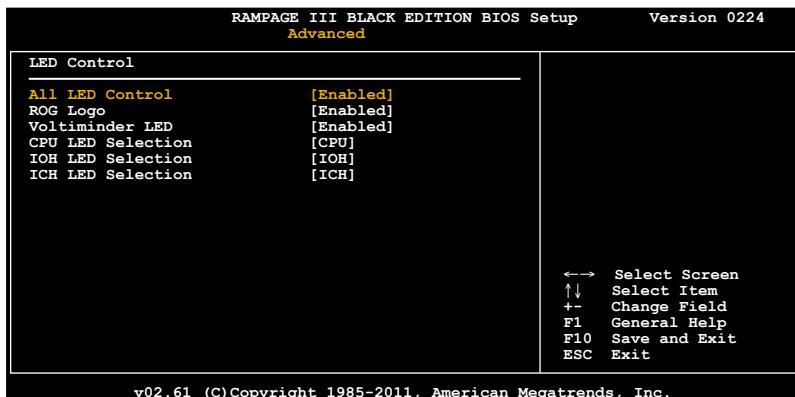 RAMPAGE III BLACK EDITION BIOS Setup Version 0224
Advanced
LED Control
All LED Control [Enabled]
ROG Logo [Enabled]
Voltiminder LED [Enabled]
CPU LED Selection [CPU]
IOH LED Selection [IOH]
ICH LED Selection [ICH]
←→ Select Screen
↑↓ Select Item
+- Change Field
F1 General Help
F10 Save and Exit
ESC Exit
v02.61 (C)Copyright 1985-2011, American Megatrends, Inc.